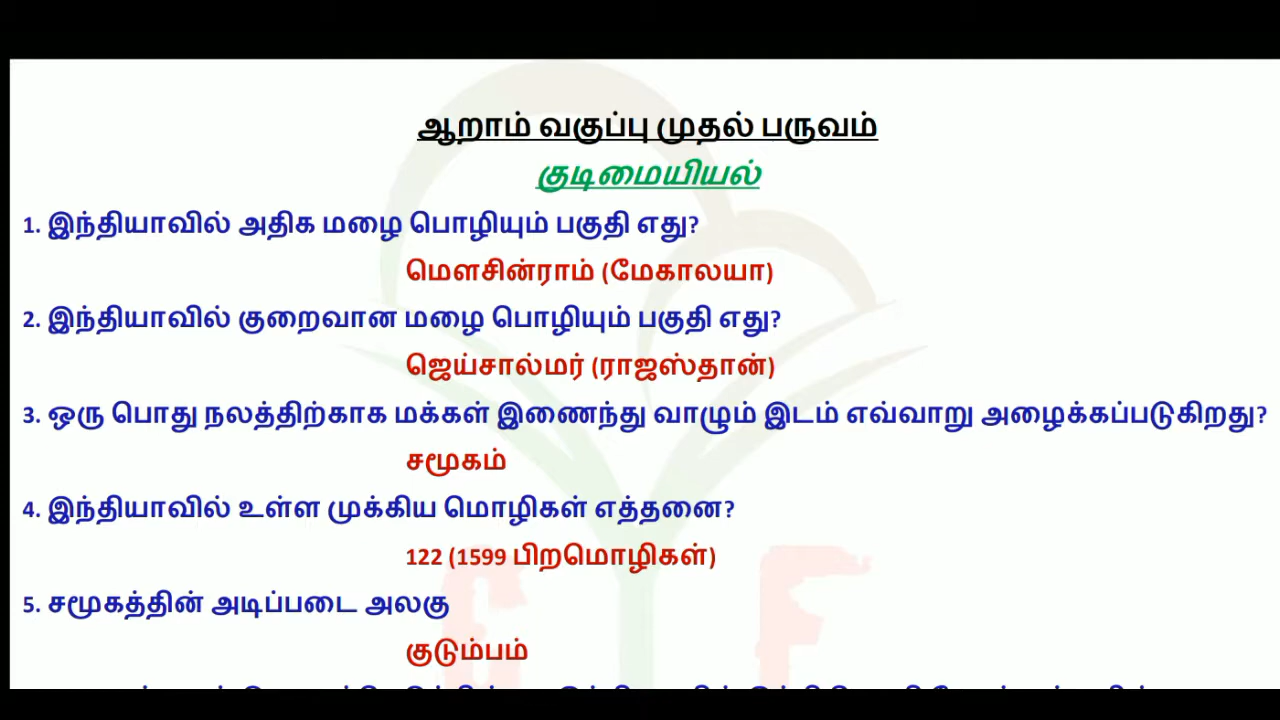 ஆறாம் வகுப்பு முதல் பருவம்
குடிமையியல்
1. இந்தியாவில் அதிக மழை பொழியும் பகுதி எது?
மௌசின்ராம் (மேகாலயா)
2. இந்தியாவில் குறைவான மழை பொழியும் பகுதி எது?
ஜெய்சால்மர் (ராஜஸ்தான்)
3. ஒரு பொது நலத்திற்காக மக்கள் இணைந்து வாழும் இடம் எவ்வாறு அழைக்கப்படுகிறது?
சமூகம்
4. இந்தியாவில் உள்ள முக்கிய மொழிகள் எத்தனை?
122 (1599 பிறமொழிகள்)
5. சமூகத்தின் அடிப்படை அலகு
குடும்பம்